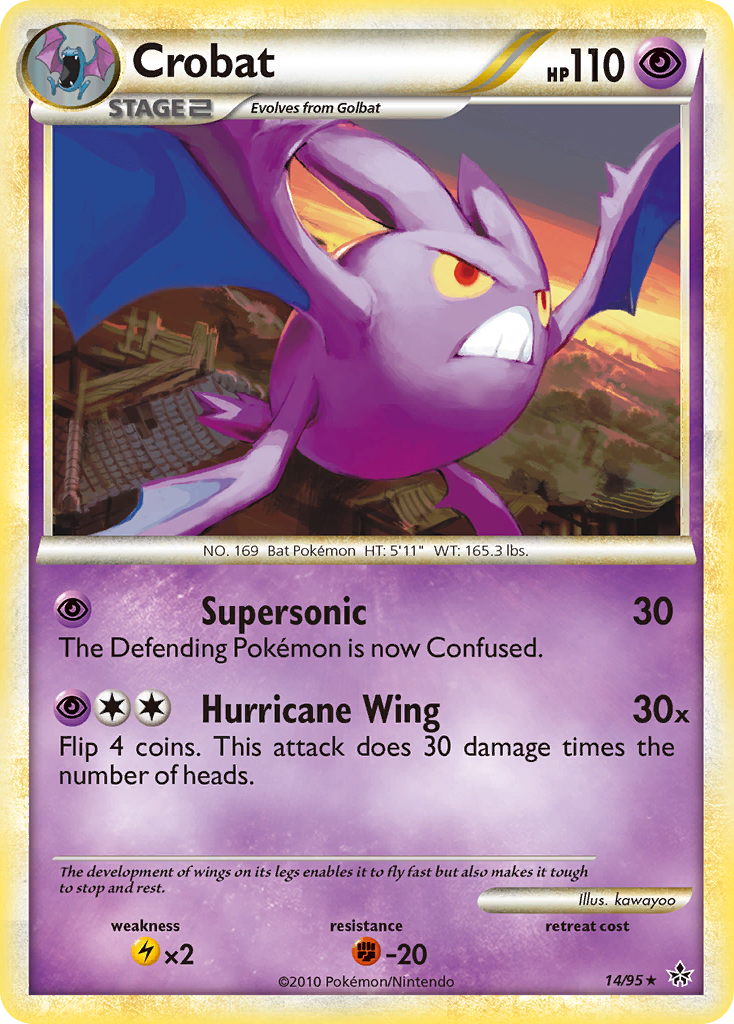 Crobat
HP110
STAGE 2
Evolves from Golbat
NO. 169 Bat Pokémon HT: 5'11" WT: 165.3 lbs.
Supersonic 30
The Defending Pokémon is now Confused.
Hurricane Wing 30x
Flip 4 coins. This attack does 30 damage times the
number of heads.
The development of wings on its legs enables it to fly fast but also makes it tough
to stop and rest.
Illus. kawayoo
weakness resistance retreat cost
×2 -20
©2010 Pokémon/Nintendo 14/95 ★